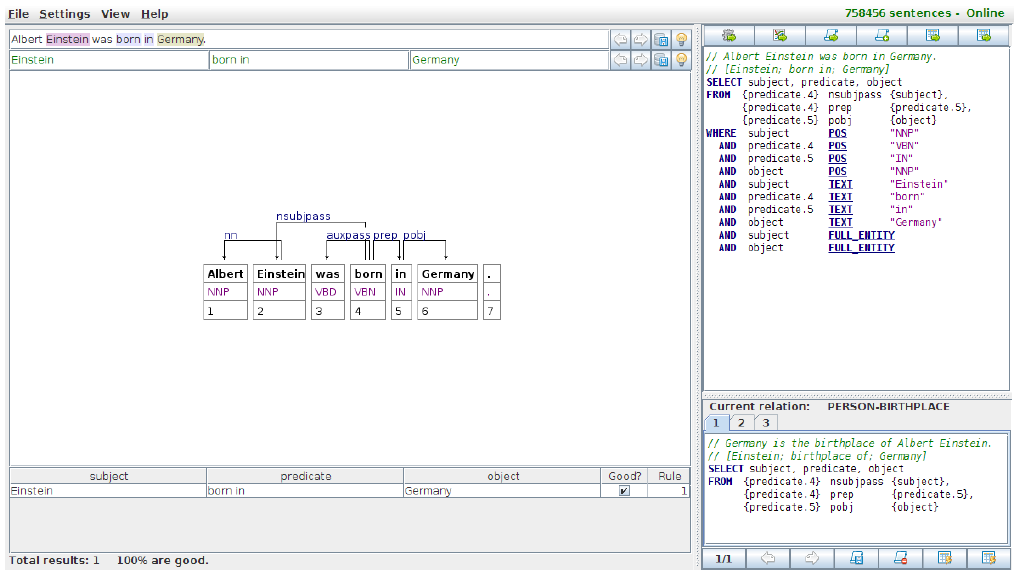 File Settings View Help
758456 sentences - Online
Albert Einstein was born in Germany.
Einstein born in Germany
nsubjpass
nn auxpass prep pobj
Albert Einstein was born in Germany .
NNP NNP VBD VBN IN NNP .
1 2 3 4 5 6 7
subject predicate object Good? Rule
Einstein born in Germany 1
Total results: 1 100% are good.
// Albert Einstein was born in Germany.
// [Einstein; born in; Germany]
SELECT subject, predicate, object
FROM {predicate.4} nsubjpass {subject},
{predicate.4} prep {predicate.5},
{predicate.5} pobj {object}
WHERE subject POS "NNP"
AND predicate.4 POS "VBN"
AND predicate.5 POS "IN"
AND object POS "NNP"
AND subject TEXT "Einstein"
AND predicate.4 TEXT "born"
AND predicate.5 TEXT "in"
AND object TEXT "Germany"
AND subject FULL_ENTITY
AND object FULL_ENTITY
Current relation: PERSON-BIRTHPLACE
1 2 3
// Germany is the birthplace of Albert Einstein.
// [Einstein; birthplace of; Germany]
SELECT subject, predicate, object
FROM {predicate.4} nsubjpass {subject},
{predicate.4} prep {predicate.5},
{predicate.5} pobj {object}
1/1